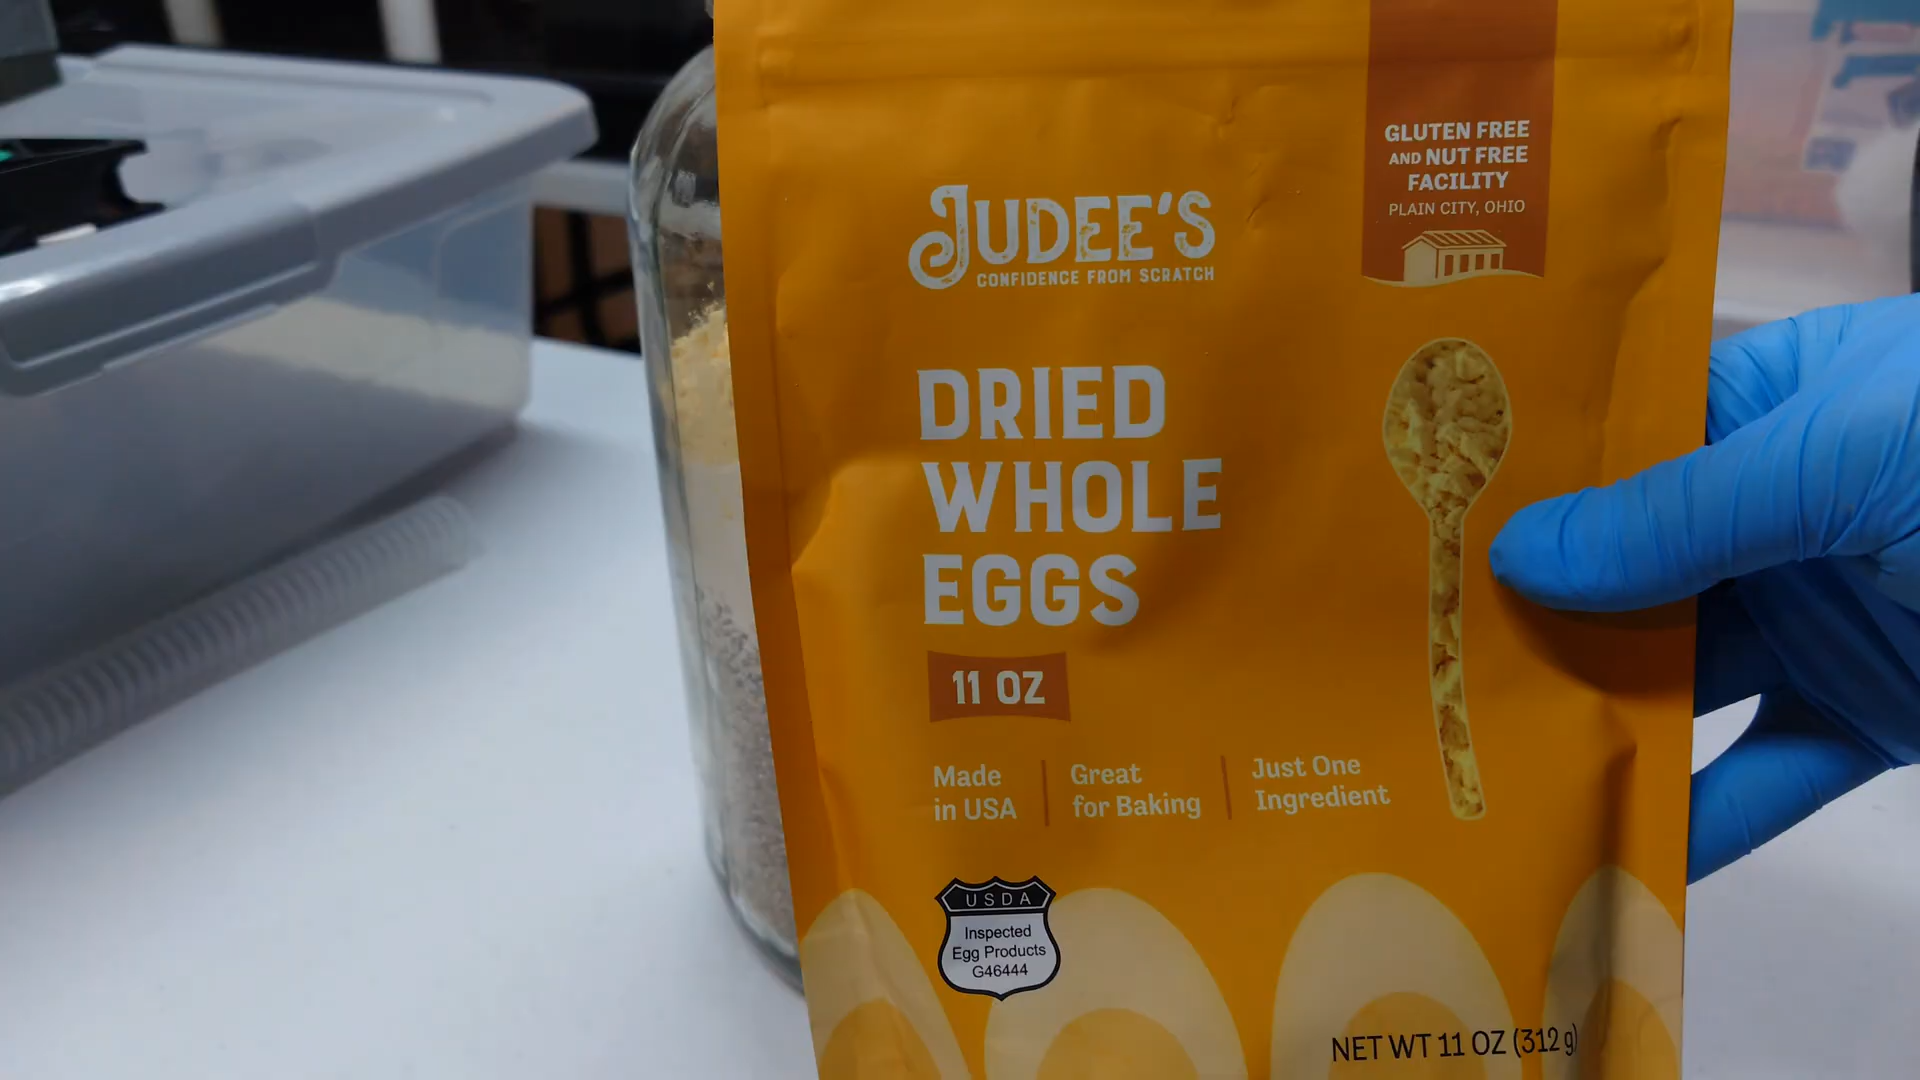 GLUTEN FREE
AND NUT FREE
FACILITY
PLAIN CITY, OHIO
JUDEE'S
CONFIDENCE FROM SCRATCH
DRIED
WHOLE
EGGS
11 OZ
Made
in USA
Great
for Baking
Just One
Ingredient
USDA
Inspected
Egg Products
G46444
NET WT 11 OZ (312 g)